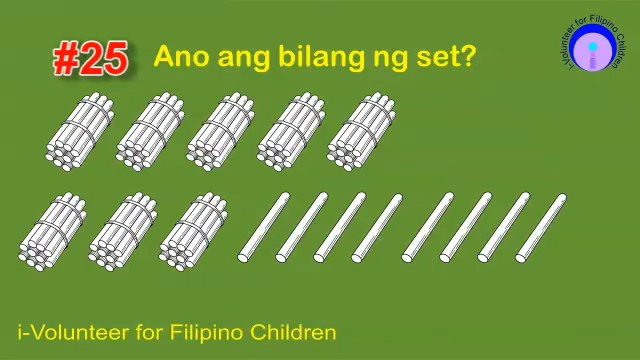 #25 Ano ang bilang ng set?
i-Volunteer for Filipino Children
i-Volunteer for Filipino Children